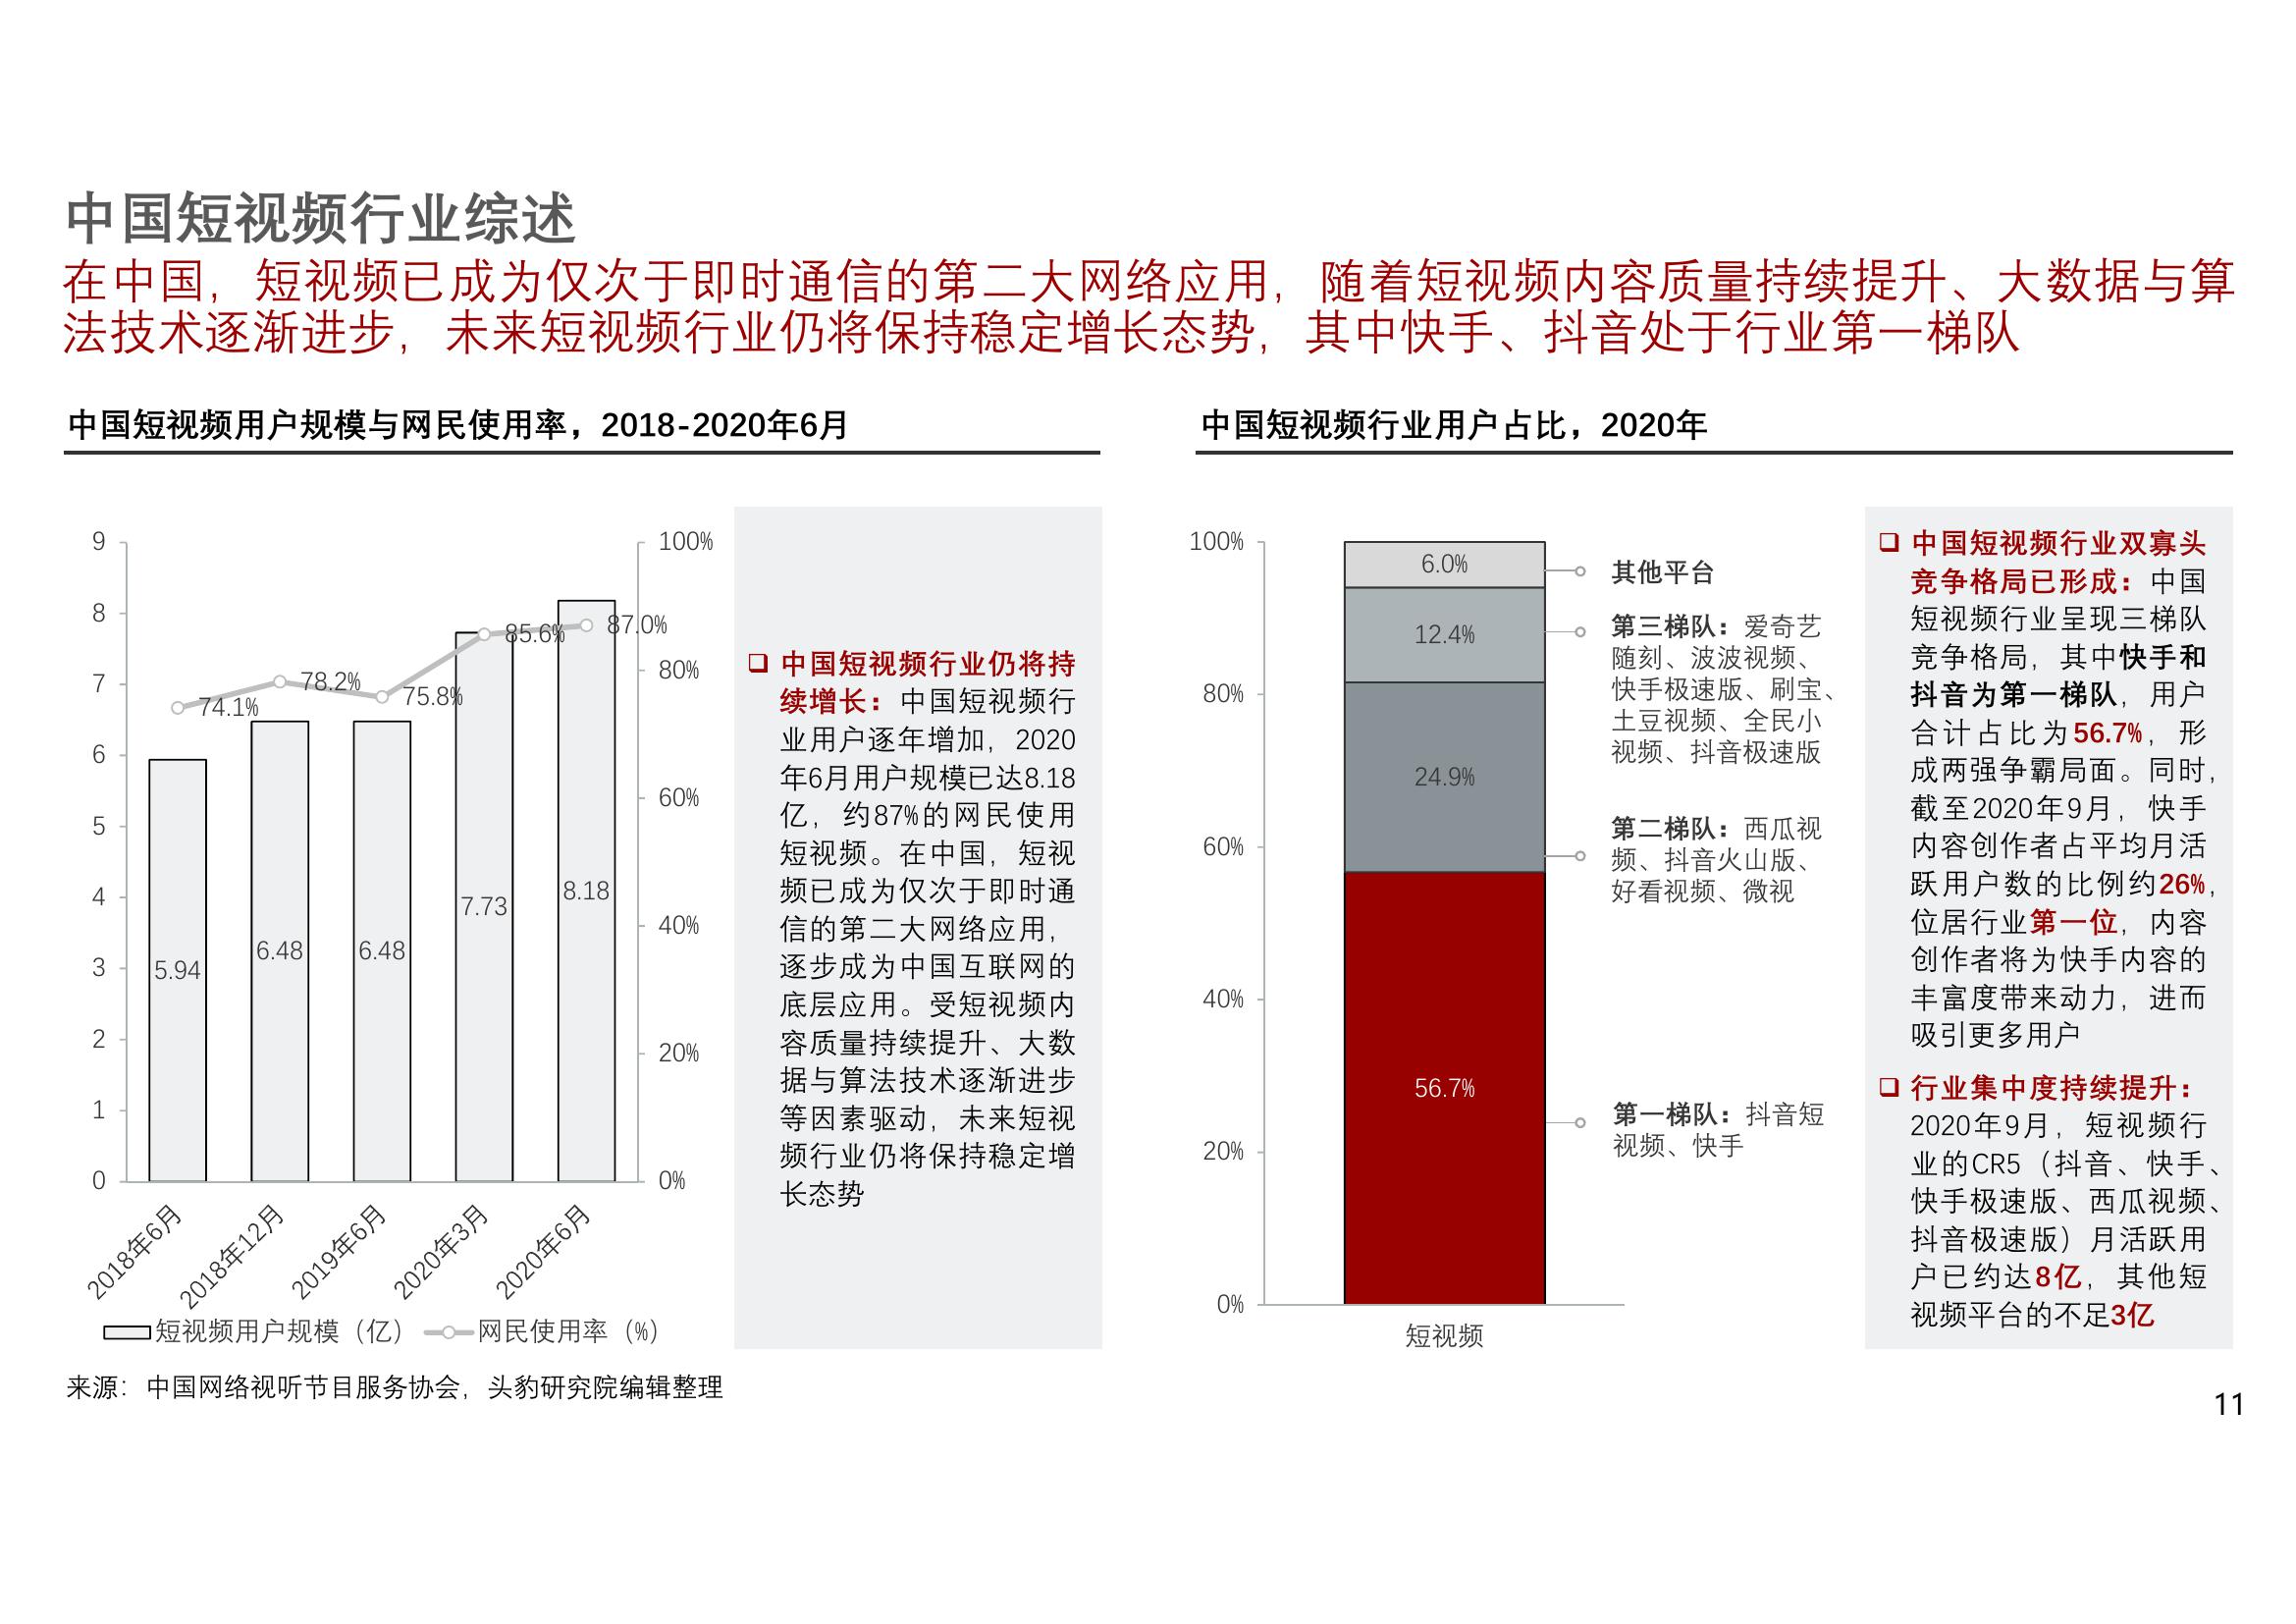 中国短视频行业综述
在中国，短视频已成为仅次于即时通信的第二大网络应用，随着短视频内容质量持续提升、大数据与算
法技术逐渐进步，未来短视频行业仍将保持稳定增长态势，其中快手、抖音处于行业第一梯队
中国短视频用户规模与网民使用率，2018-2020年6月
9
8
7
6
5
4
3
2
1
0
100%
80%
60%
40%
20%
0%
74.1%
78.2%
75.8%
85.6%
87.0%
5.94
6.48
6.48
7.73
8.18
2018年6月
2018年12月
2019年6月
2020年3月
2020年6月
短视频用户规模（亿）
网民使用率（%）
❑ 中国短视频行业仍将持
续增长：中国短视频行
业用户逐年增加，2020
年6月用户规模已达8.18
亿，约87%的网民使用
短视频。在中国，短视
频已成为仅次于即时通
信的第二大网络应用，
逐步成为中国互联网的
底层应用。受短视频内
容质量持续提升、大数
据与算法技术逐渐进步
等因素驱动，未来短视
频行业仍将保持稳定增
长态势
中国短视频行业用户占比，2020年
100%
80%
60%
40%
20%
0%
6.0%
12.4%
24.9%
56.7%
短视频
其他平台
第三梯队：爱奇艺
随刻、波波视频、
快手极速版、刷宝、
土豆视频、全民小
视频、抖音极速版
第二梯队：西瓜视
频、抖音火山版、
好看视频、微视
第一梯队：抖音短
视频、快手
❑ 中国短视频行业双寡头
竞争格局已形成：中国
短视频行业呈现三梯队
竞争格局，其中快手和
抖音为第一梯队，用户
合计占比为56.7%，形
成两强争霸局面。同时，
截至2020年9月，快手
内容创作者占平均月活
跃用户数的比例约26%，
位居行业第一位，内容
创作者将为快手内容的
丰富度带来动力，进而
吸引更多用户
❑ 行业集中度持续提升：
2020年9月，短视频行
业的CR5（抖音、快手、
快手极速版、西瓜视频、
抖音极速版）月活跃用
户已约达8亿，其他短
视频平台的不足3亿
来源：中国网络视听节目服务协会，头豹研究院编辑整理
11